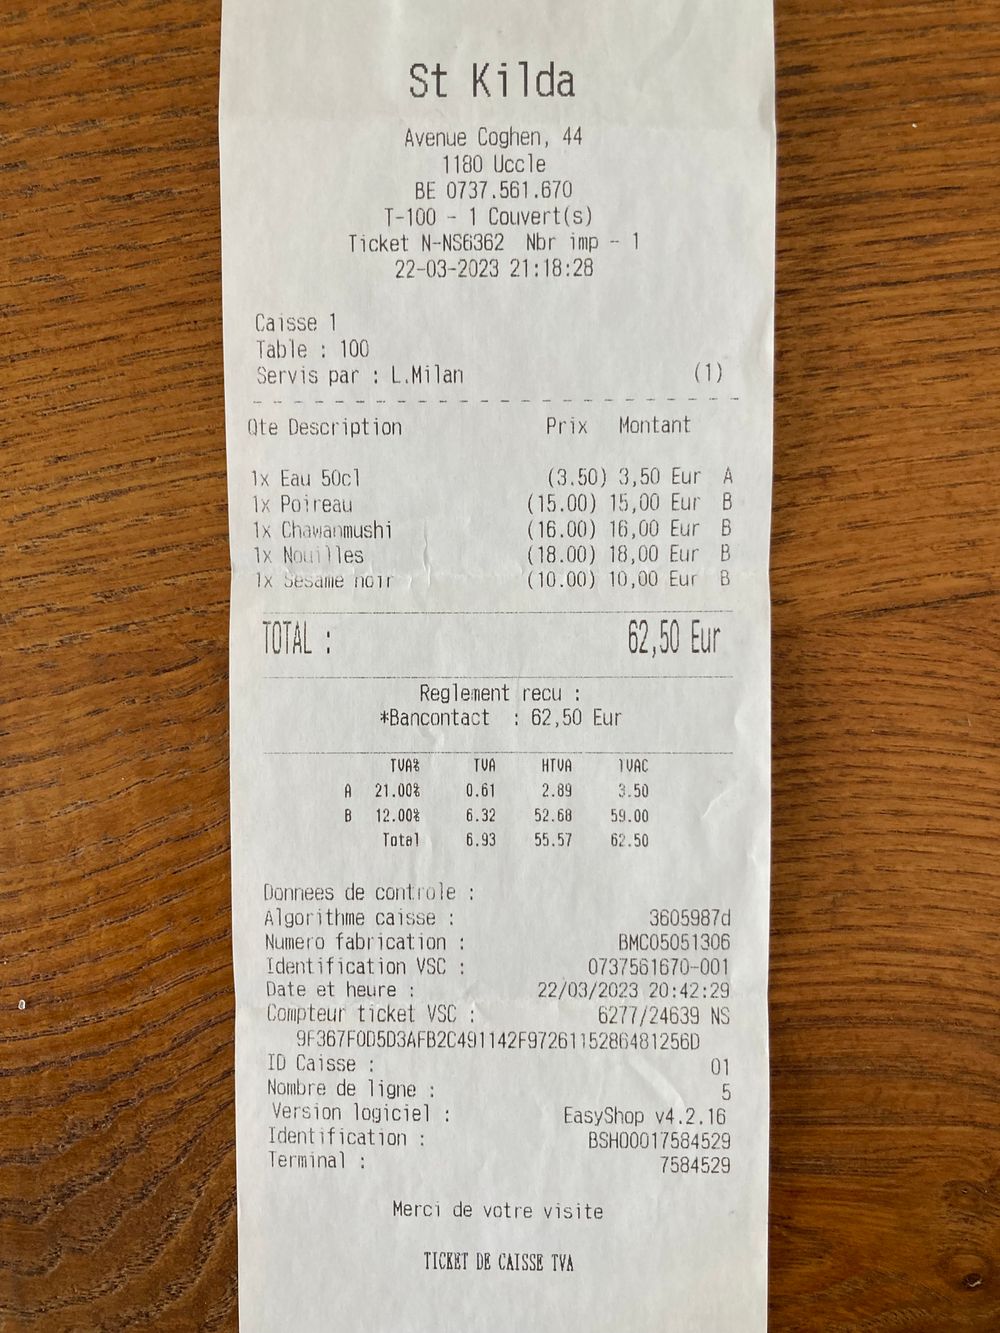 St Kilda
Avenue Coghen, 44
1180 Uccle
BE 0737.561.670
T-100 - 1 Couvert(s)
Ticket N-NS6362 Nbr imp - 1
22-03-2023 21:18:28
Caisse 1
Table : 100
Servis par : L.Milan (1)
Qte Description Prix Montant
1x Eau 50cl (3.50) 3,50 Eur A
1x Poireau (15.00) 15,00 Eur B
1x Chawanmushi (16.00) 16,00 Eur B
1x Nouilles (18.00) 18,00 Eur B
1x Sesame noir (10.00) 10,00 Eur B
TOTAL : 62,50 Eur
Reglement recu :
*Bancontact : 62,50 Eur
TVA% TVA HTVA TVAC
A 21.00% 0.61 2.89 3.50
B 12.00% 6.32 52.68 59.00
Total 6.93 55.57 62.50
Donnees de controle :
Algorithme caisse : 3605987d
Numero fabrication : BMC05051306
Identification VSC : 0737561670-001
Date et heure : 22/03/2023 20:42:29
Compteur ticket VSC : 6277/24639 NS
9F367F0D5D3AFB2C491142F9726115286481256D
ID Caisse : 01
Nombre de ligne : 5
Version logiciel : EasyShop v4.2.16
Identification : BSH00017584529
Terminal : 7584529
Merci de votre visite
TICKET DE CAISSE TVA